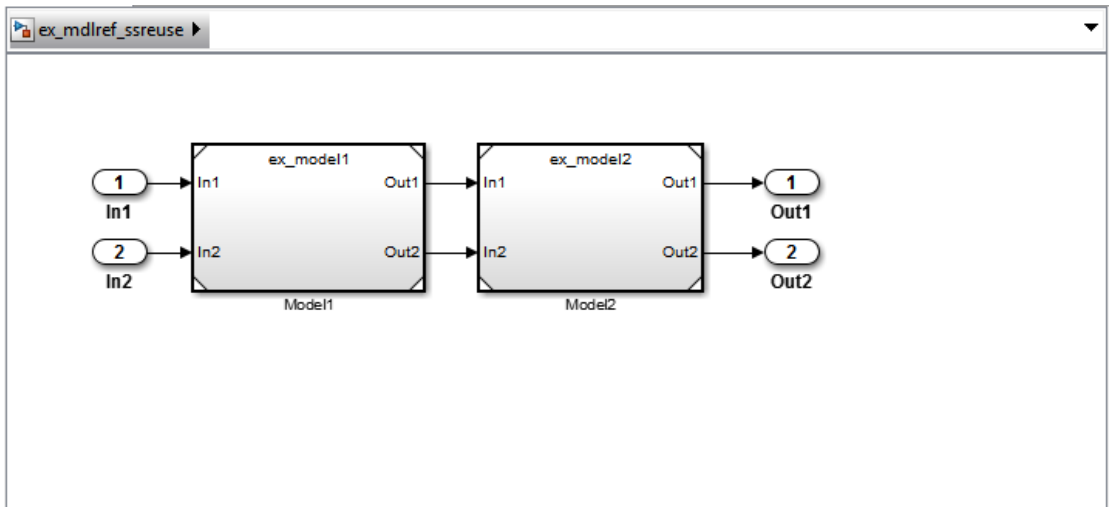 ex_mdlref_ssreuse
ex_model1 ex_model2
1 In1 Out1 In1 Out1 1
In1 Out1
2 In2 Out2 In2 Out2 2
In2 Out2
Model1 Model2